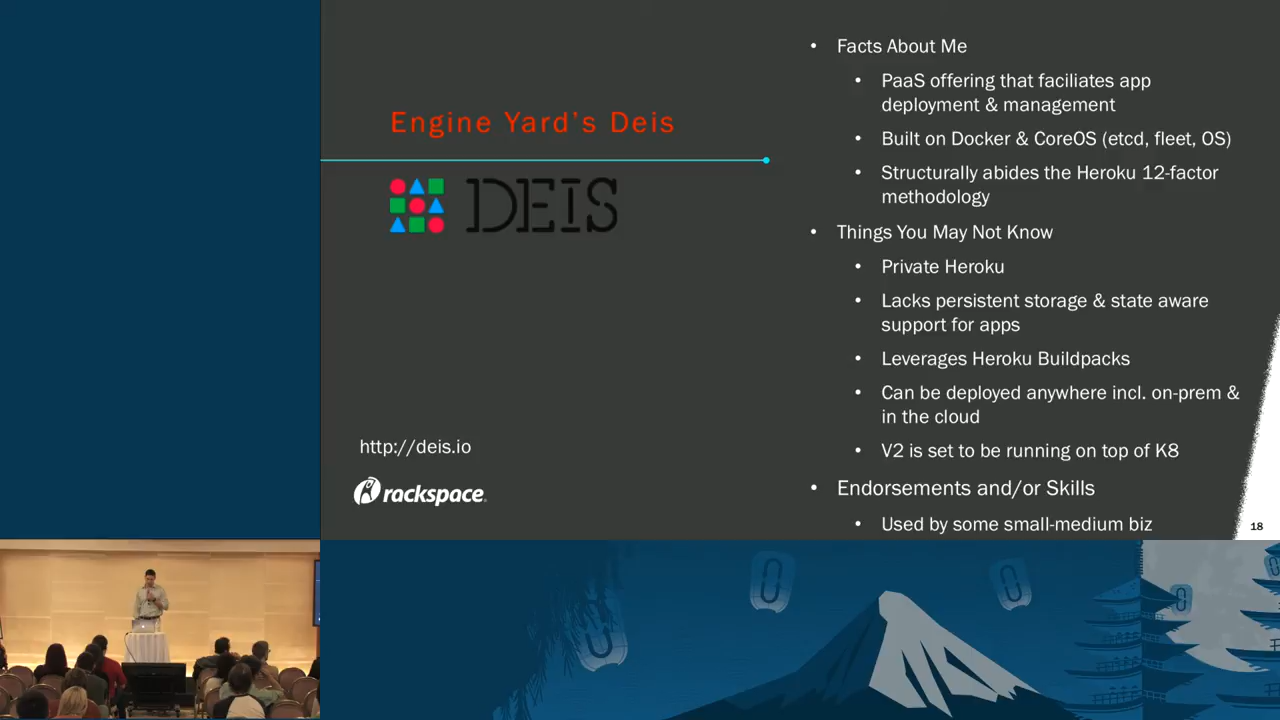 Engine Yard's Deis
DEIS
http://deis.io
rackspace
• Facts About Me
• PaaS offering that faciliates app
deployment & management
• Built on Docker & CoreOS (etcd, fleet, OS)
• Structurally abides the Heroku 12-factor
methodology
• Things You May Not Know
• Private Heroku
• Lacks persistent storage & state aware
support for apps
• Leverages Heroku Buildpacks
• Can be deployed anywhere incl. on-prem &
in the cloud
• V2 is set to be running on top of K8
• Endorsements and/or Skills
• Used by some small-medium biz
18